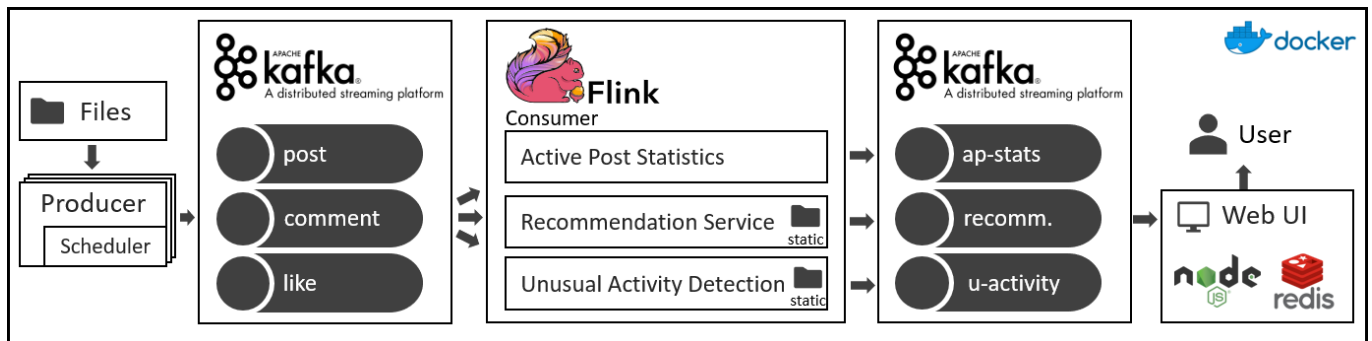 Files
Producer
Scheduler
APACHE
kafka®
A distributed streaming platform
post
comment
like
Flink
Consumer
Active Post Statistics
Recommendation Service
static
Unusual Activity Detection
static
APACHE
kafka®
A distributed streaming platform
ap-stats
recomm.
u-activity
docker
User
Web UI
node
JS
redis